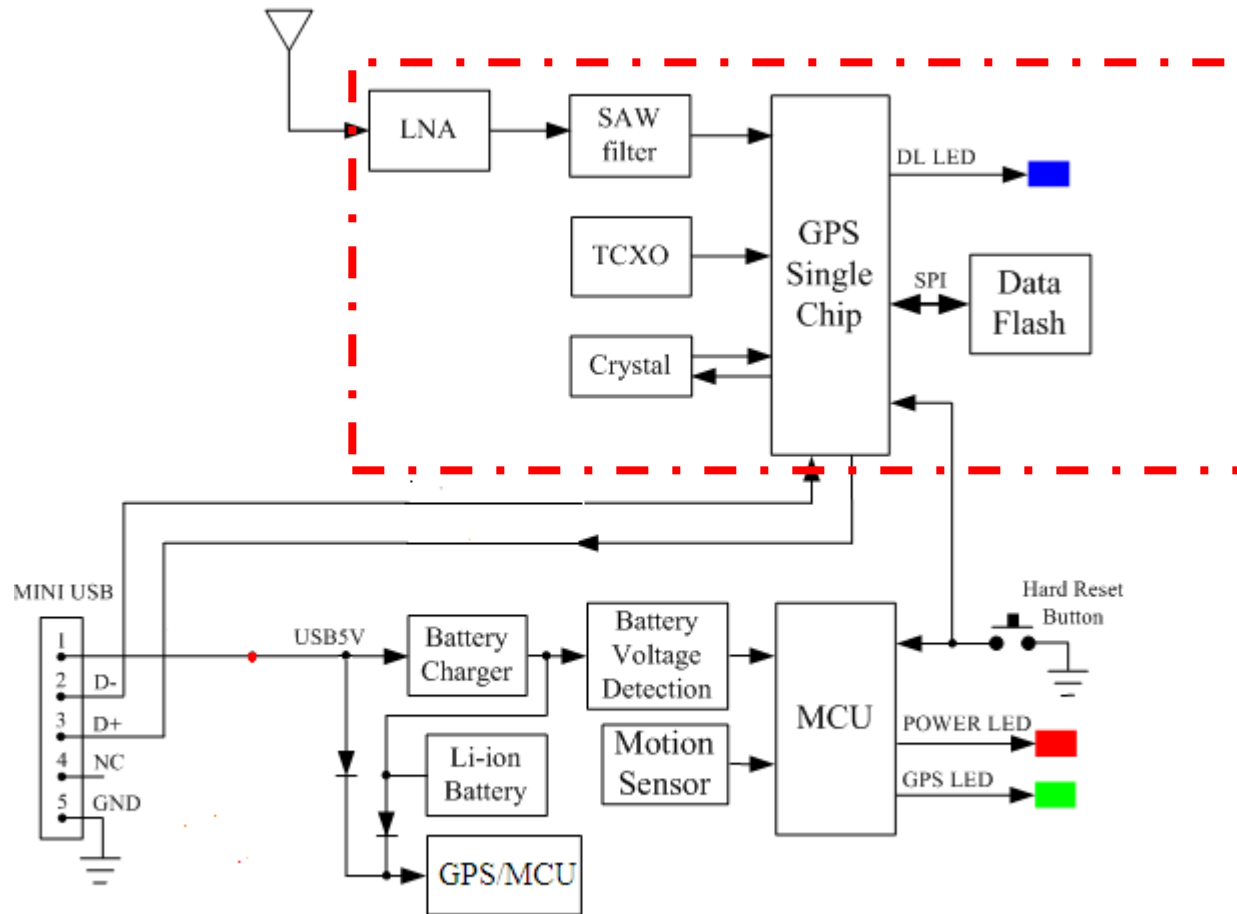 LNA
SAW
filter
DL LED
TCXO
GPS
Single
Chip
SPI
Data
Flash
Crystal
MINI USB
1
2
D-
3
D+
4
NC
5
GND
USB5V
Battery
Charger
Battery
Voltage
Detection
Li-ion
Battery
Motion
Sensor
GPS/MCU
MCU
Hard Reset
Button
POWER LED
GPS LED